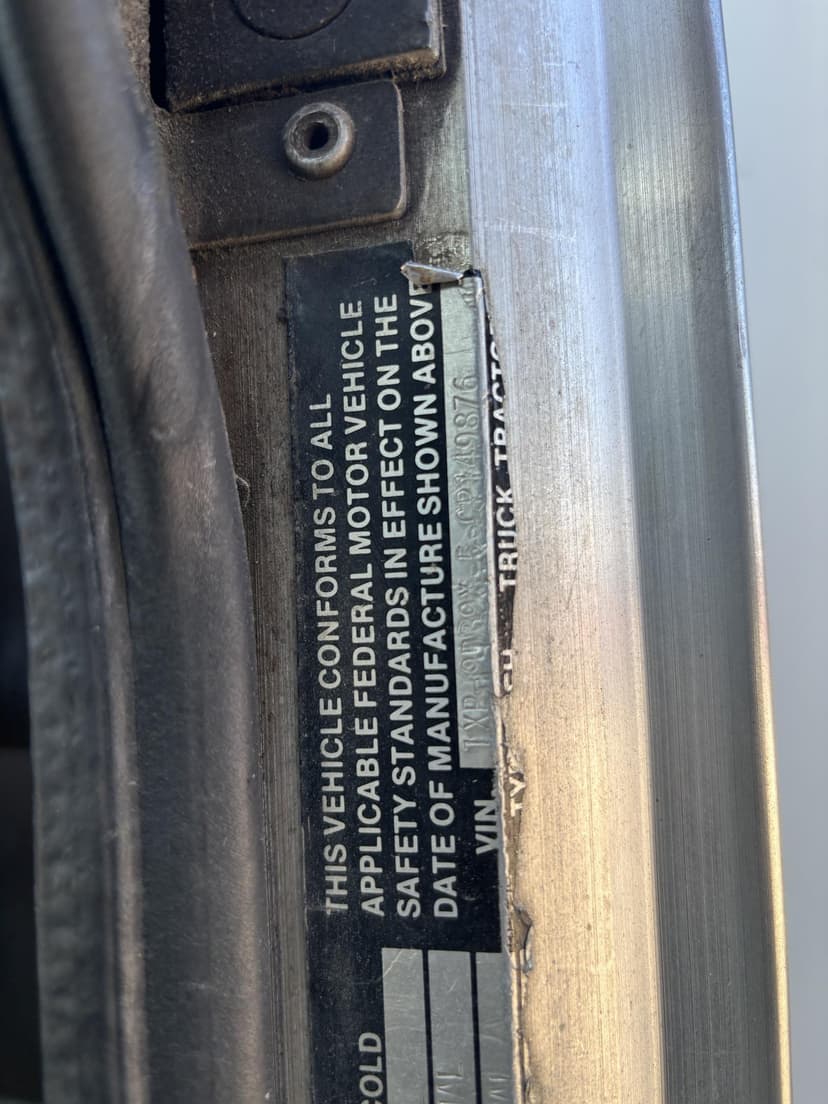 THIS VEHICLE CONFORMS TO ALL
APPLICABLE FEDERAL MOTOR VEHICLE
SAFETY STANDARDS IN EFFECT ON THE
DATE OF MANUFACTURE SHOWN ABOVE
VIN
TRUCK TRACTO
COLD